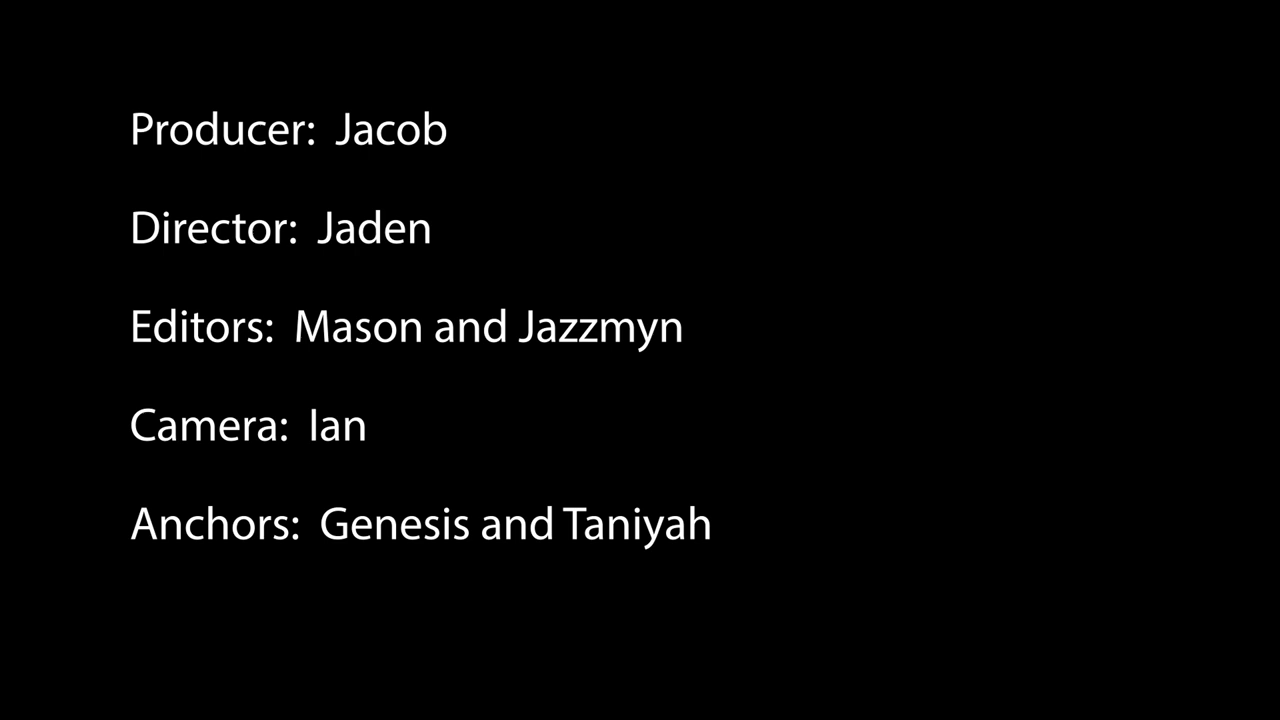 Producer:  Jacob
Director:  Jaden
Editors:  Mason and Jazzmyn
Camera:  Ian
Anchors:  Genesis and Taniyah